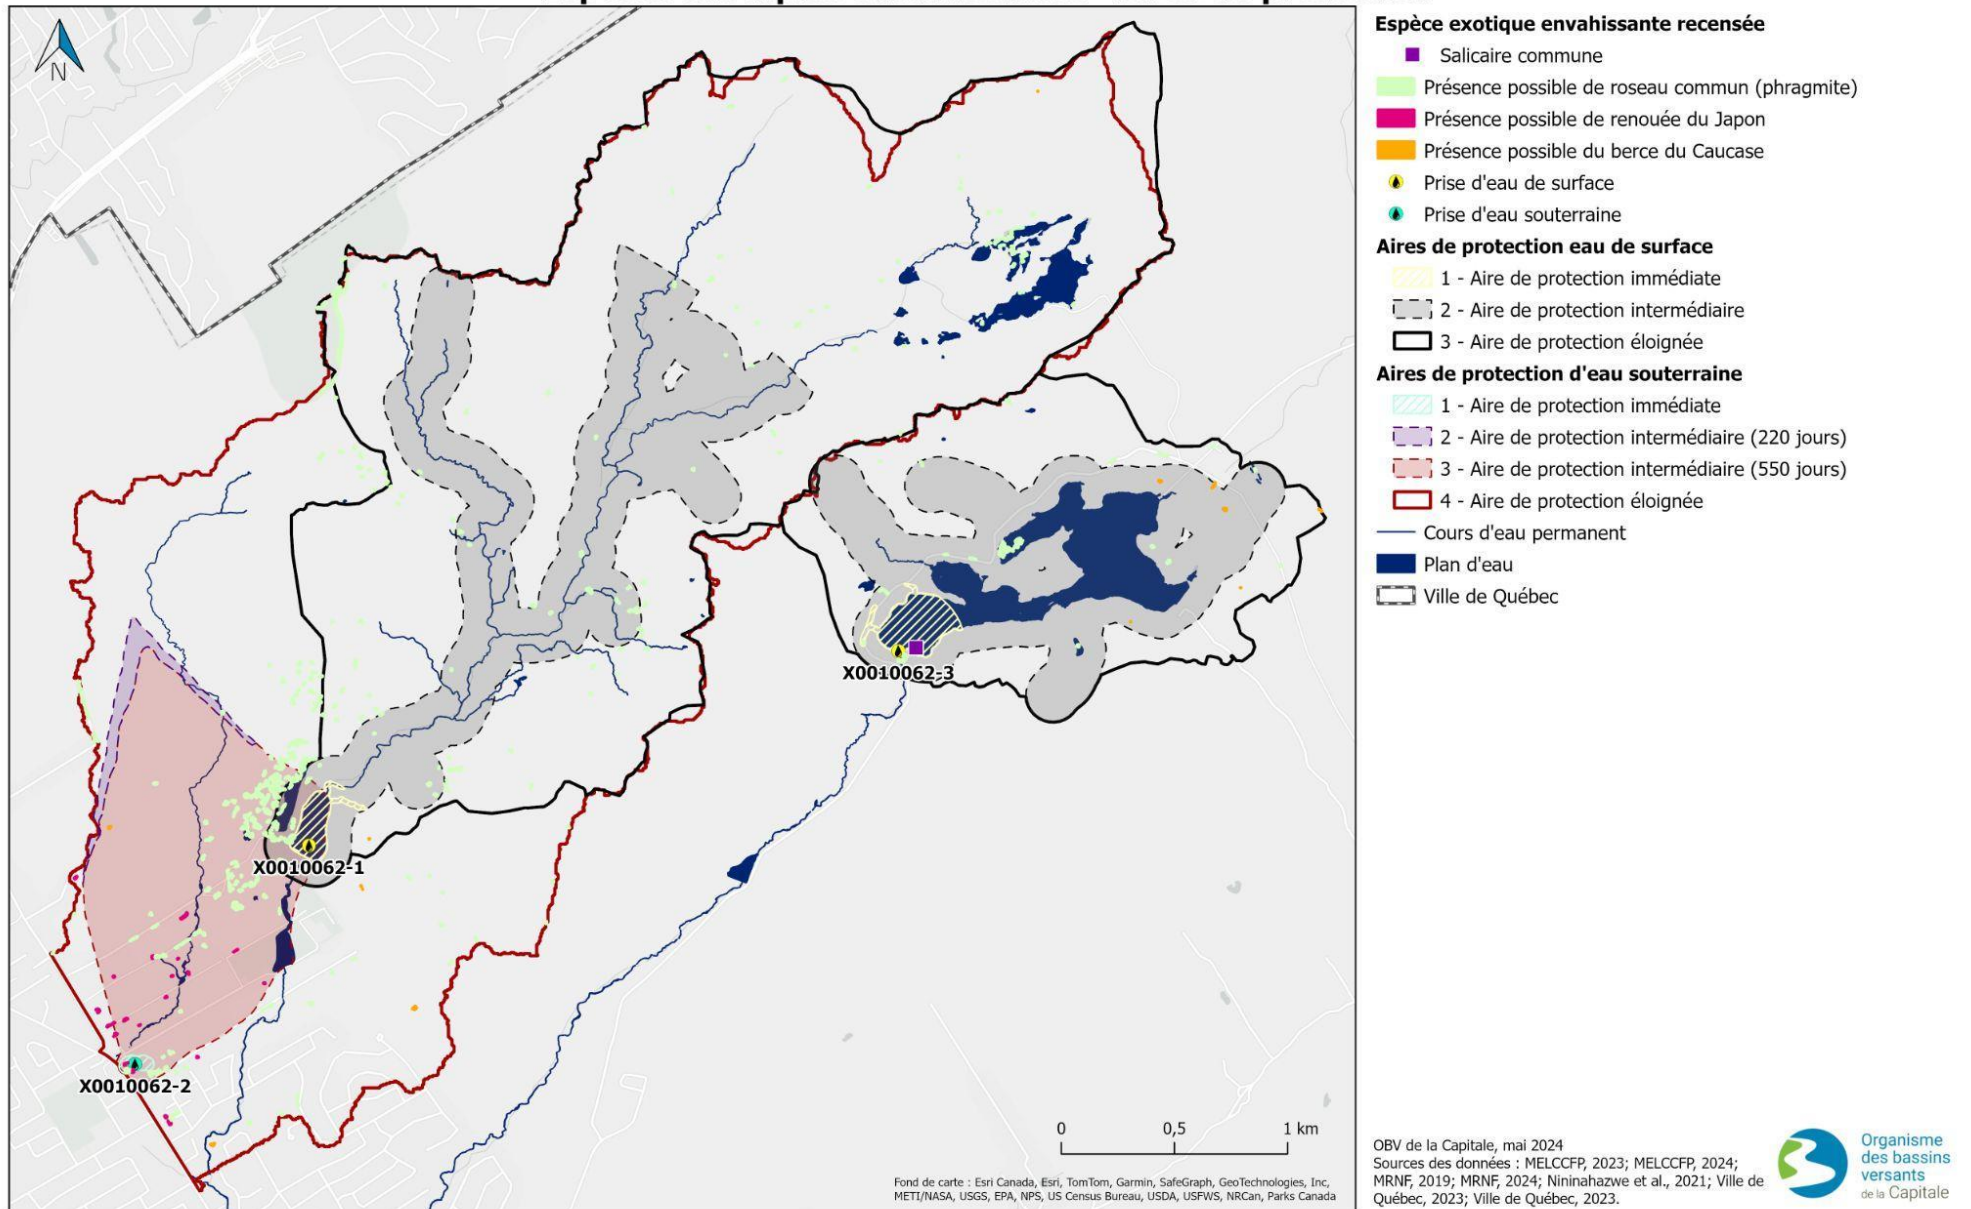 N
X0010062-3
X0010062-1
X0010062-2
0 0,5 1 km
Fond de carte : Esri Canada, Esri, TomTom, Garmin, SafeGraph, GeoTechnologies, Inc,
METI/NASA, USGS, EPA, NPS, US Census Bureau, USDA, USFWS, NRCan, Parks Canada
Espèce exotique envahissante recensée
Salicaire commune
Présence possible de roseau commun (phragmite)
Présence possible de renouée du Japon
Présence possible du berce du Caucase
Prise d'eau de surface
Prise d'eau souterraine
Aires de protection eau de surface
1 - Aire de protection immédiate
2 - Aire de protection intermédiaire
3 - Aire de protection éloignée
Aires de protection d'eau souterraine
1 - Aire de protection immédiate
2 - Aire de protection intermédiaire (220 jours)
3 - Aire de protection intermédiaire (550 jours)
4 - Aire de protection éloignée
Cours d'eau permanent
Plan d'eau
Ville de Québec
OBV de la Capitale, mai 2024
Sources des données : MELCCFP, 2023; MELCCFP, 2024;
MRNF, 2019; MRNF, 2024; Nininahazwe et al., 2021; Ville de
Québec, 2023; Ville de Québec, 2023.
Organisme
des bassins
versants
de la Capitale